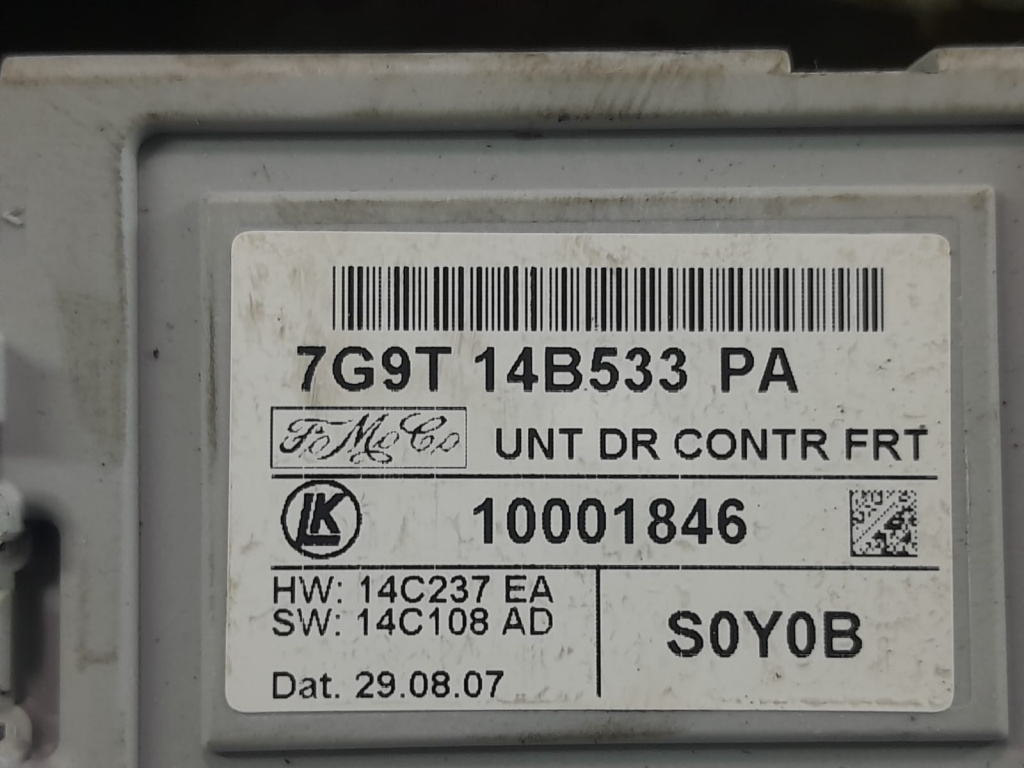 7G9T 14B533 PA
FoMoCo UNT DR CONTR FRT
LK 10001846
HW: 14C237 EA
SW: 14C108 AD
S0Y0B
Dat. 29.08.07